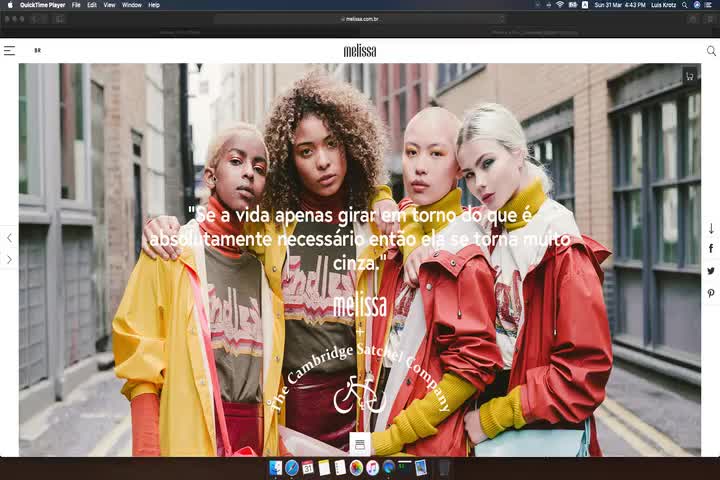 QuickTime Player File Edit View Window Help
Sun 31 Mar 4:43 PM Luis Krotz
melissa.com.br
BR
melissa
"Se a vida apenas girar em torno do que é
absolutamente necessário então ela se torna muito
cinza."
melissa
+
The Cambridge Satchel Company